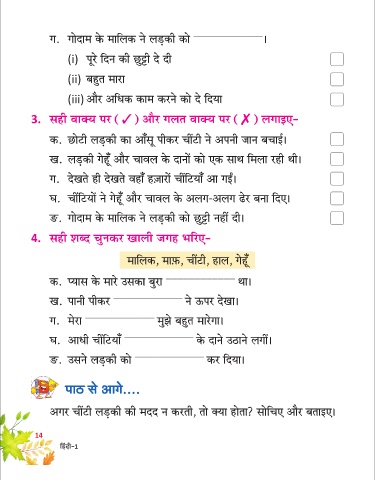 ग. गोदाम के मालिक ने लड़की को ____________ ।
(i) पूरे दिन की छुट्टी दे दी
(ii) बहुत मारा
(iii) और अधिक काम करने को दे दिया
3. सही वाक्य पर (✓) और गलत वाक्य पर (✗) लगाइए–
क. छोटी लड़की का आँसू पीकर चींटी ने अपनी जान बचाई।
ख. लड़की गेहूँ और चावल के दानों को एक साथ मिला रही थी।
ग. देखते ही देखते वहाँ हज़ारों चींटियाँ आ गईं।
घ. चींटियों ने गेहूँ और चावल के अलग-अलग ढेर बना दिए।
ङ. गोदाम के मालिक ने लड़की को छुट्टी नहीं दी।
4. सही शब्द चुनकर खाली जगह भरिए–
मालिक, माफ़, चींटी, हाल, गेहूँ
क. प्यास के मारे उसका बुरा ____________ था।
ख. पानी पीकर ____________ ने ऊपर देखा।
ग. मेरा ____________ मुझे बहुत मारेगा।
घ. आधी चींटियाँ ____________ के दाने उठाने लगीं।
ङ. उसने लड़की को ____________ कर दिया।
पाठ से आगे....
अगर चींटी लड़की की मदद न करती, तो क्या होता? सोचिए और बताइए।
14
हिंदी-1